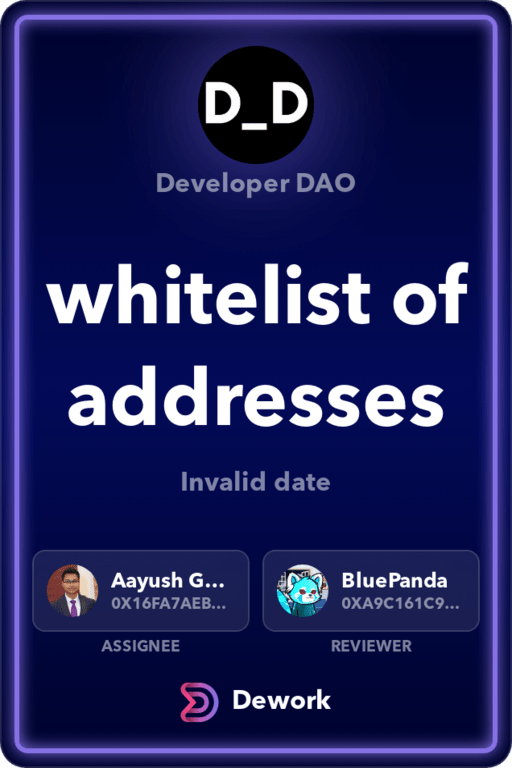 D_D
Developer DAO
whitelist of
addresses
Invalid date
Aayush G...
0X16FA7AEB...
ASSIGNEE
BluePanda
0XA9C161C9...
REVIEWER
Dework